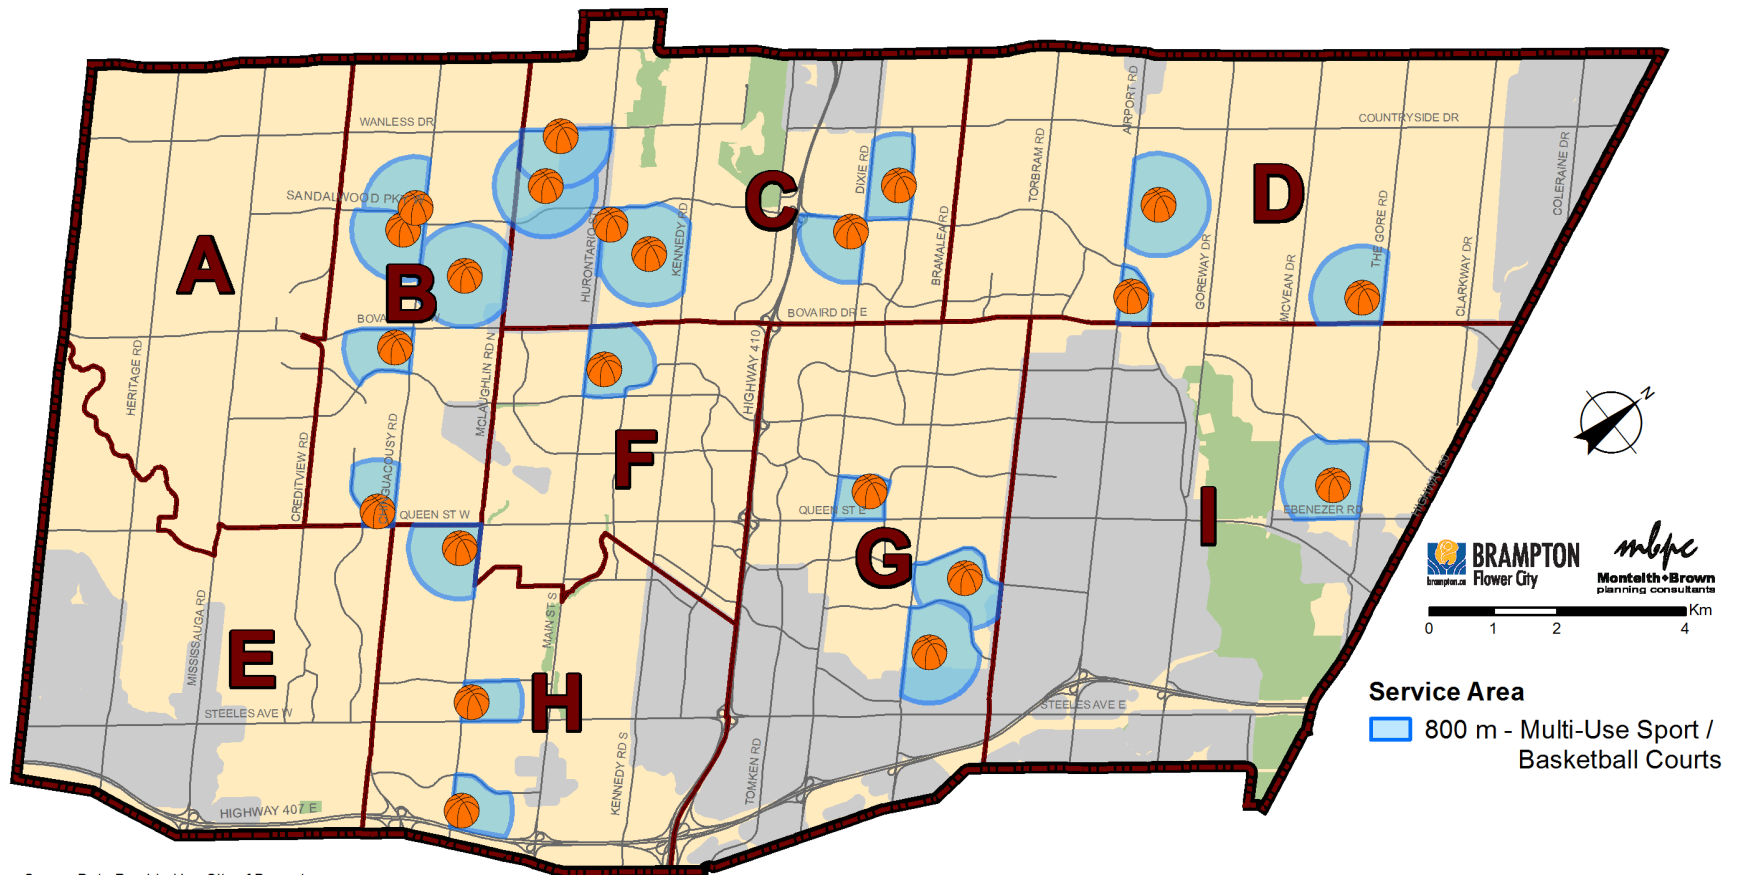 WANLESS DR
SANDALWOOD PK
COUNTRYSIDE DR
AIRPORT RD
TORBRAM RD
DIXIE RD
BRAMALEA RD
KENNEDY RD
HURONTARIO ST
GOREWAY DR
MCVEAN DR
THE GORE RD
CLARKWAY DR
COLERAINE DR
A
B
C
D
BOVAIRD DR E
HERITAGE RD
CREDITVIEW RD
CHINGUACOUSY RD
MCLAUGHLIN RD N
HIGHWAY 410
F
QUEEN ST W
QUEEN ST E
G
I
EBENEZER RD
HIGHWAY 50
N
BRAMPTON
Flower City
brampton.ca
mbpc
Monteith+Brown
planning consultants
Km
0 1 2 4
MISSISSAUGA RD
E
MAIN ST S
H
STEELES AVE W
STEELES AVE E
KENNEDY RD S
TOMKEN RD
HIGHWAY 407 E
Service Area
800 m - Multi-Use Sport /
Basketball Courts